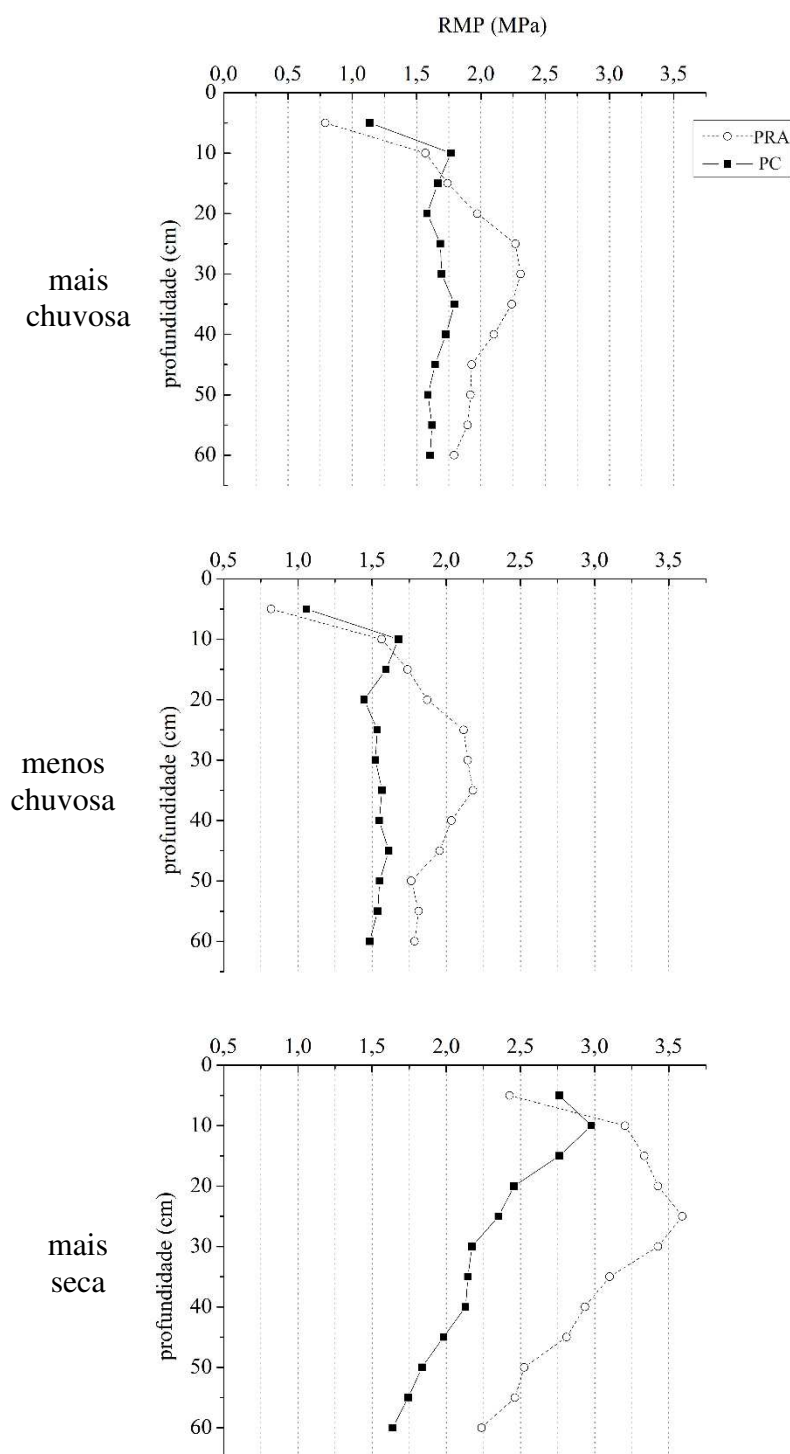 RMP (MPa)
0,0 0,5 1,0 1,5 2,0 2,5 3,0 3,5
0
10
20
30
40
50
60
profundidade (cm)
PRA
PC
mais
chuvosa
0,5 1,0 1,5 2,0 2,5 3,0 3,5
0
10
20
30
40
50
60
profundidade (cm)
menos
chuvosa
0,5 1,0 1,5 2,0 2,5 3,0 3,5
0
10
20
30
40
50
60
profundidade (cm)
mais
seca